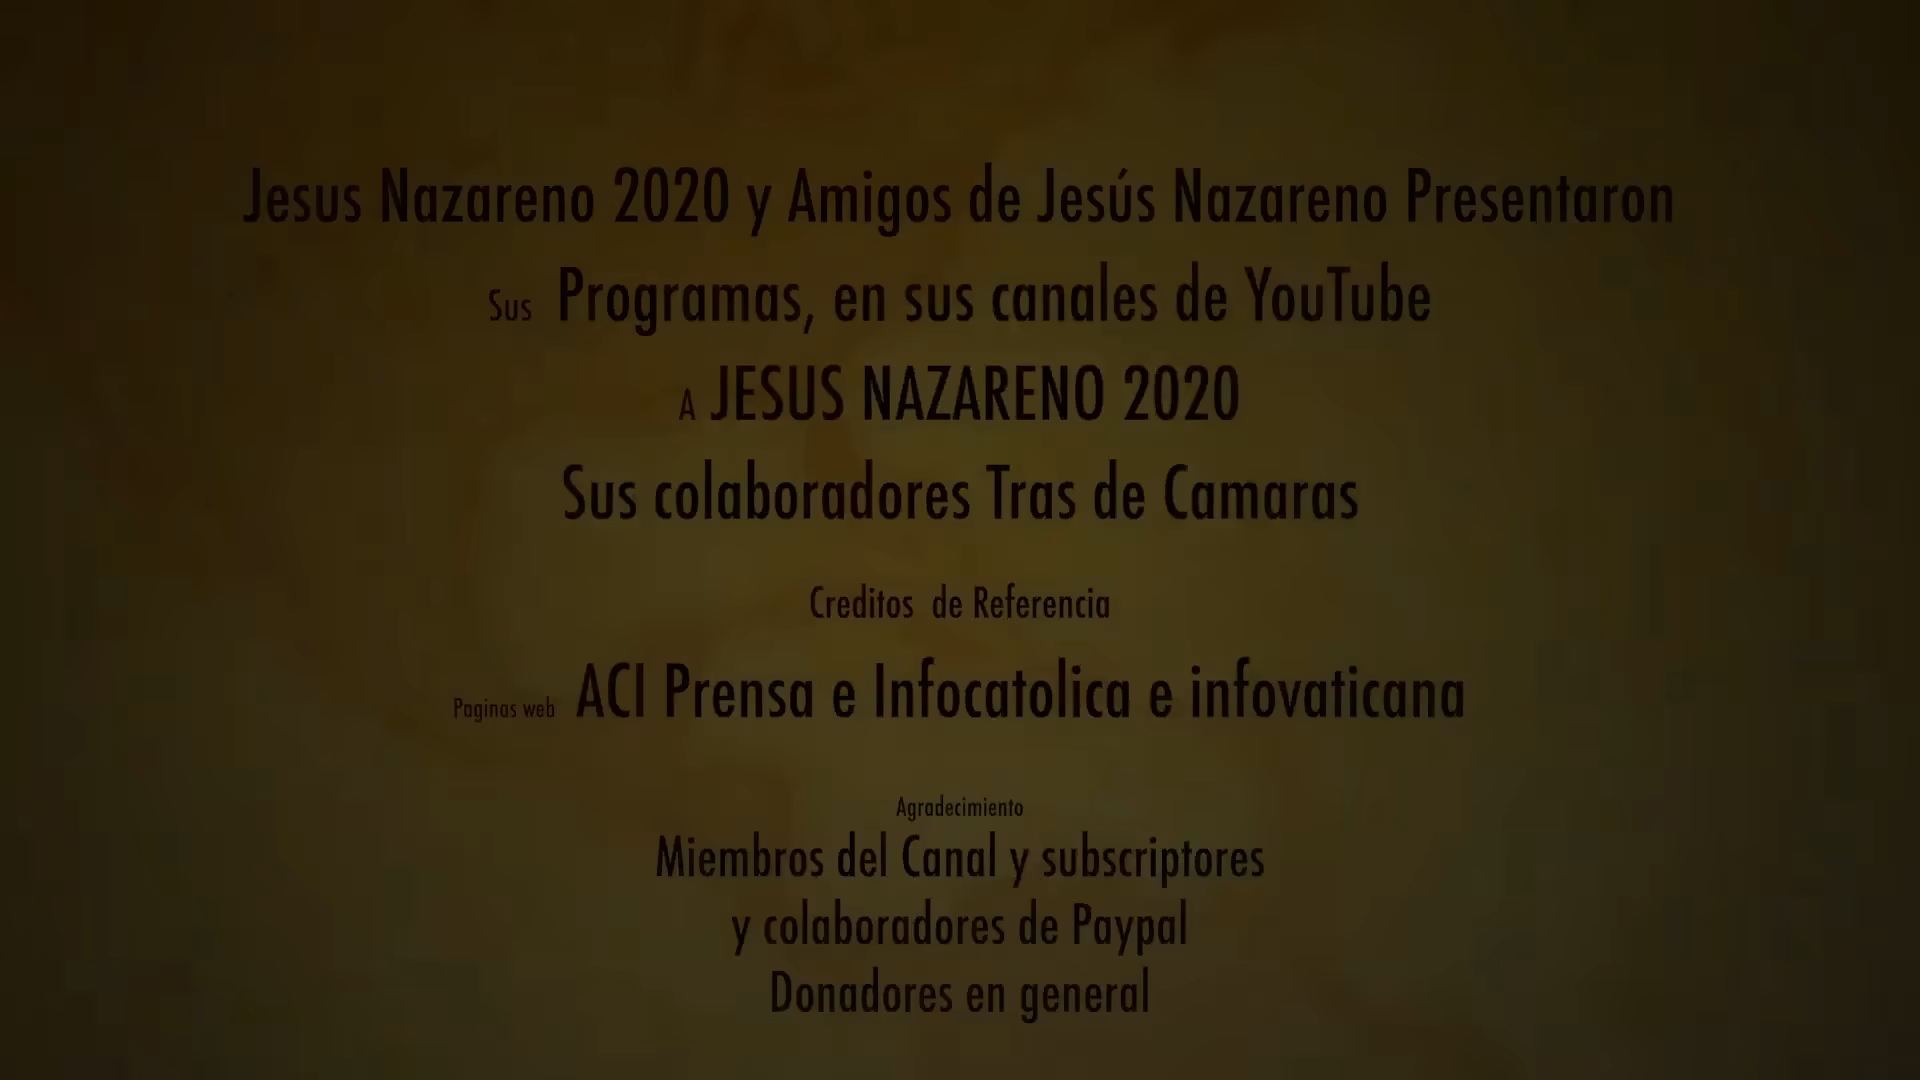 Jesus Nazareno 2020 y Amigos de Jesús Nazareno Presentaron
Sus Programas, en sus canales de YouTube
A JESUS NAZARENO 2020
Sus colaboradores Tras de Camaras
Creditos de Referencia
Paginas web ACI Prensa e Infocatolica e infovaticana
Agradecimiento
Miembros del Canal y subscriptores
y colaboradores de Paypal
Donadores en general